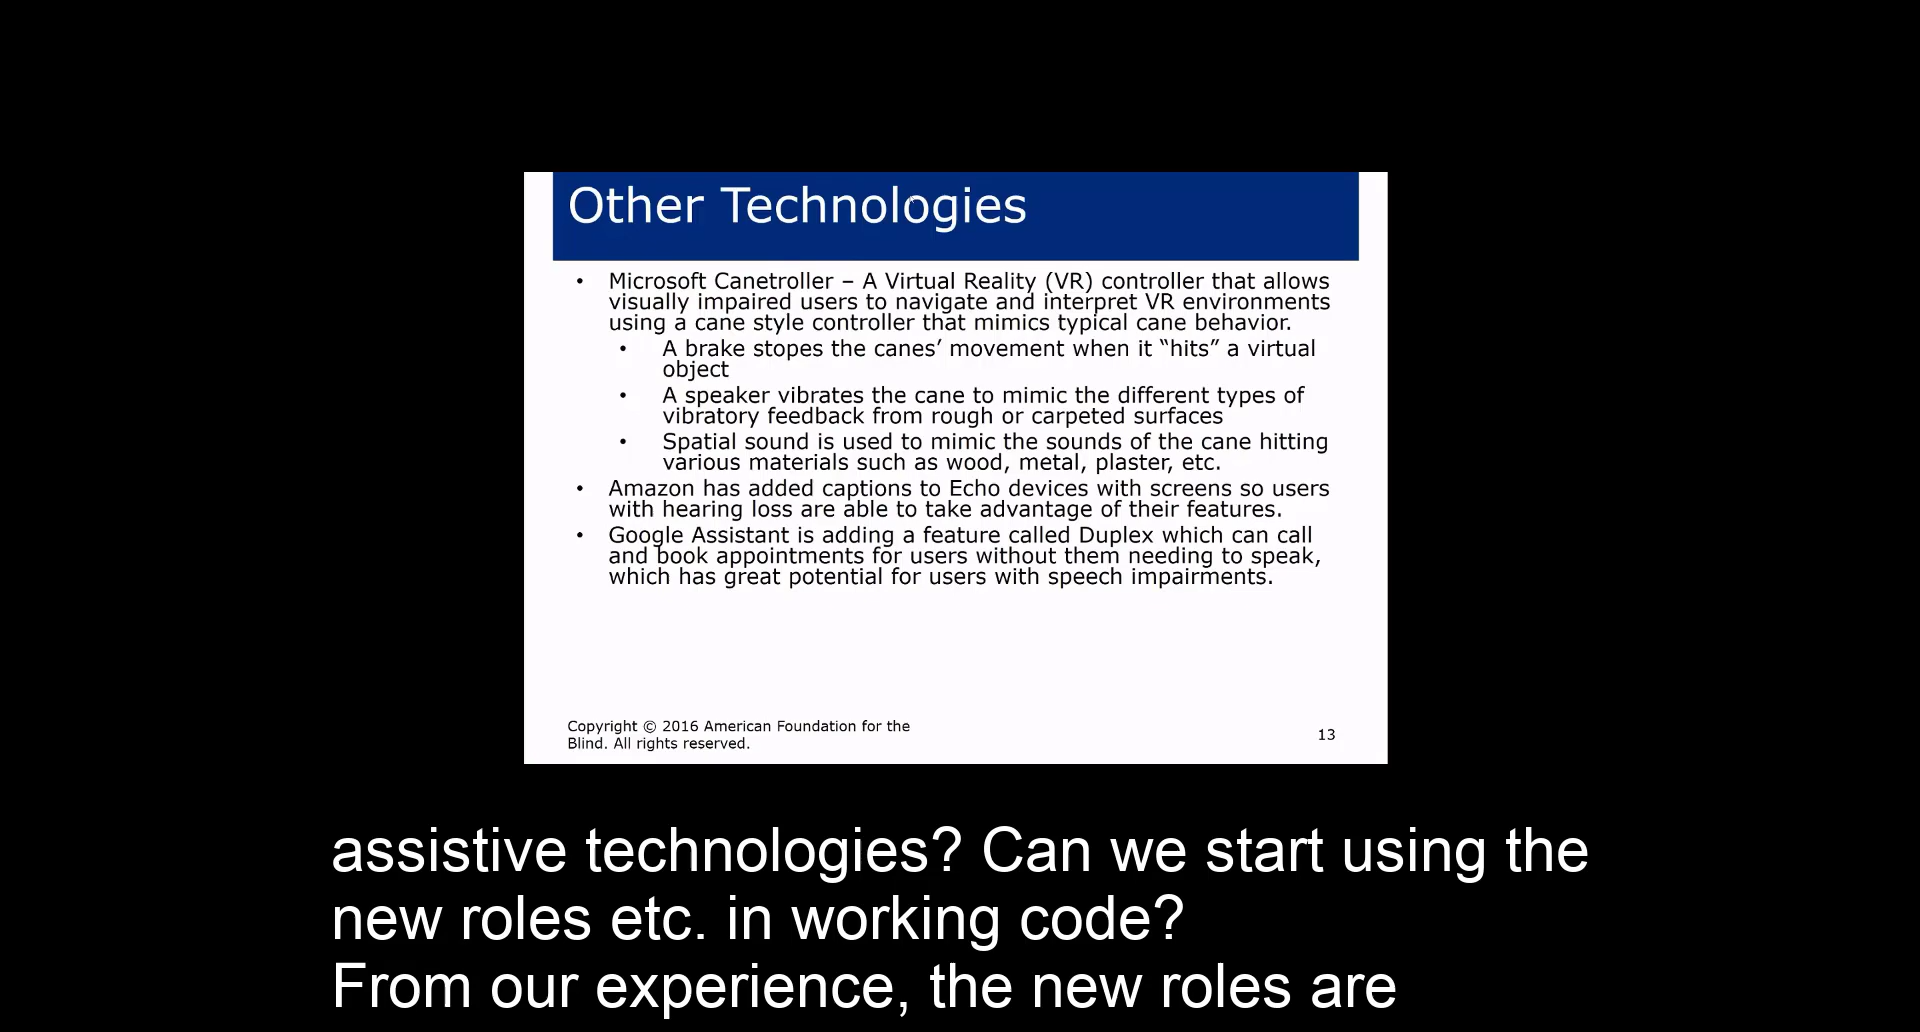 Other Technologies
• Microsoft Canetroller – A Virtual Reality (VR) controller that allows
visually impaired users to navigate and interpret VR environments
using a cane style controller that mimics typical cane behavior.
• A brake stopes the canes’ movement when it “hits” a virtual
object
• A speaker vibrates the cane to mimic the different types of
vibratory feedback from rough or carpeted surfaces
• Spatial sound is used to mimic the sounds of the cane hitting
various materials such as wood, metal, plaster, etc.
• Amazon has added captions to Echo devices with screens so users
with hearing loss are able to take advantage of their features.
• Google Assistant is adding a feature called Duplex which can call
and book appointments for users without them needing to speak,
which has great potential for users with speech impairments.
Copyright © 2016 American Foundation for the
Blind. All rights reserved.
13
assistive technologies? Can we start using the
new roles etc. in working code?
From our experience, the new roles are